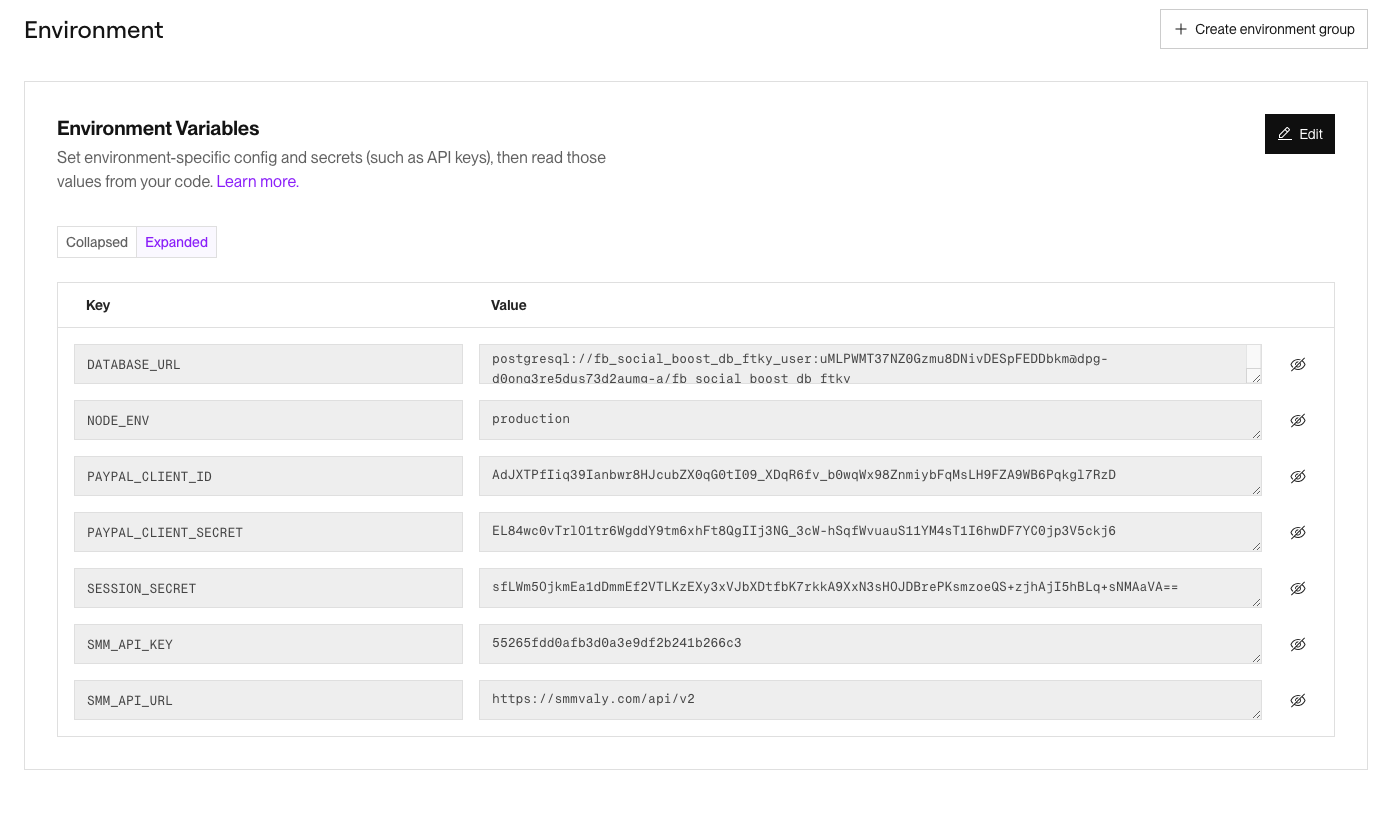 Environment
+ Create environment group
Environment Variables
Edit
Set environment-specific config and secrets (such as API keys), then read those
values from your code. Learn more.
Collapsed Expanded
Key Value
DATABASE_URL
postgresql://fb_social_boost_db_ftky_user:uMLPWMT37NZ0Gzmu8DNivDESpFEDDbkm@dpg-
d0ong3re5dus73d2aumg-a/fb_social_boost_db_ftky
NODE_ENV production
PAYPAL_CLIENT_ID AdJXTPfIiq39Ianbwr8HJcubZX0qG0tI09_XDqR6fv_b0wqWx98ZnmiybFqMsLH9FZA9WB6Pqkgl7RzD
PAYPAL_CLIENT_SECRET EL84wc0vTrlO1tr6WgddY9tm6xhFt8QgIIj3NG_3cW-hSqfWvuauS11YM4sT1I6hwDF7YC0jp3V5ckj6
SESSION_SECRET sfLWm5OjkmEa1dDmmEf2VTLKzEXy3xVJbXDtfbK7rkkA9XxN3sHOJDBrePKsmzoeQS+zjhAjI5hBLq+sNMAaVA==
SMM_API_KEY 55265fdd0afb3d0a3e9df2b241b266c3
SMM_API_URL https://smmvaly.com/api/v2